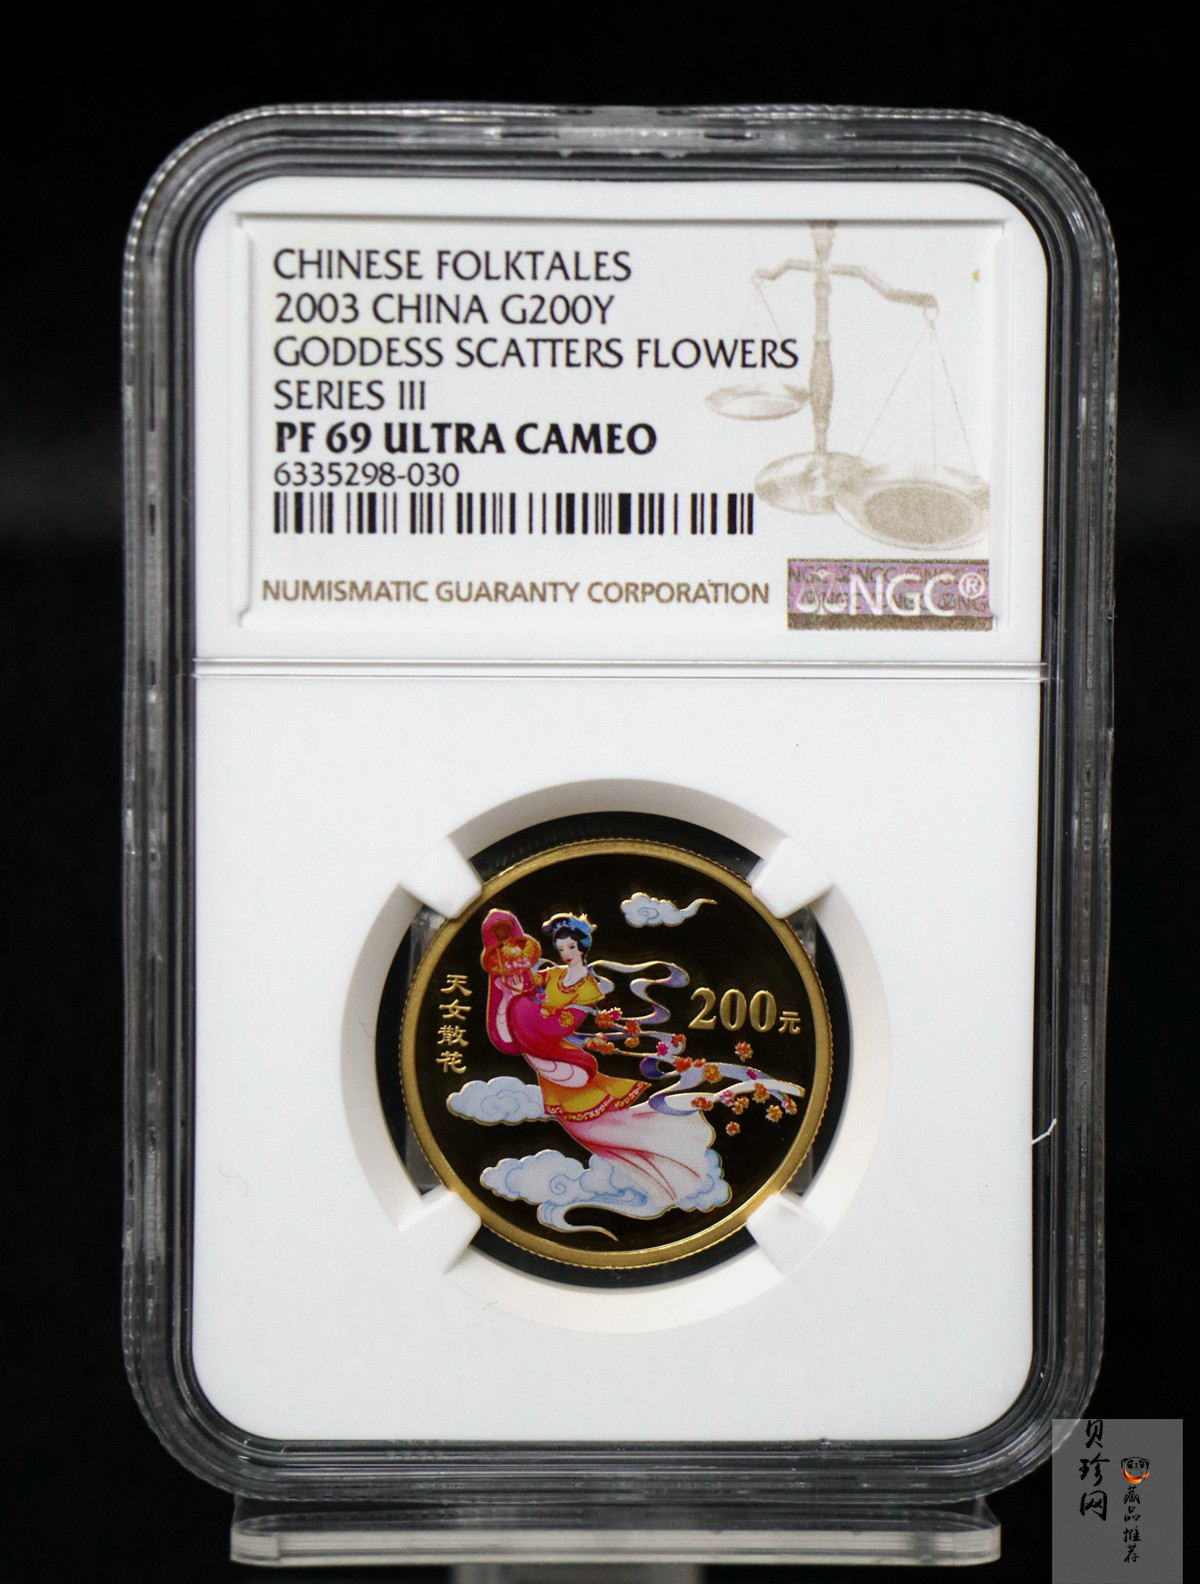 CHINESE FOLKTALES
2003 CHINA G200Y
GODDESS SCATTERS FLOWERS
SERIES III
PF 69 ULTRA CAMEO
6335298-030
NUMISMATIC GUARANTY CORPORATION
NGC®
天女散花
200元
贝珍网
藏品推荐